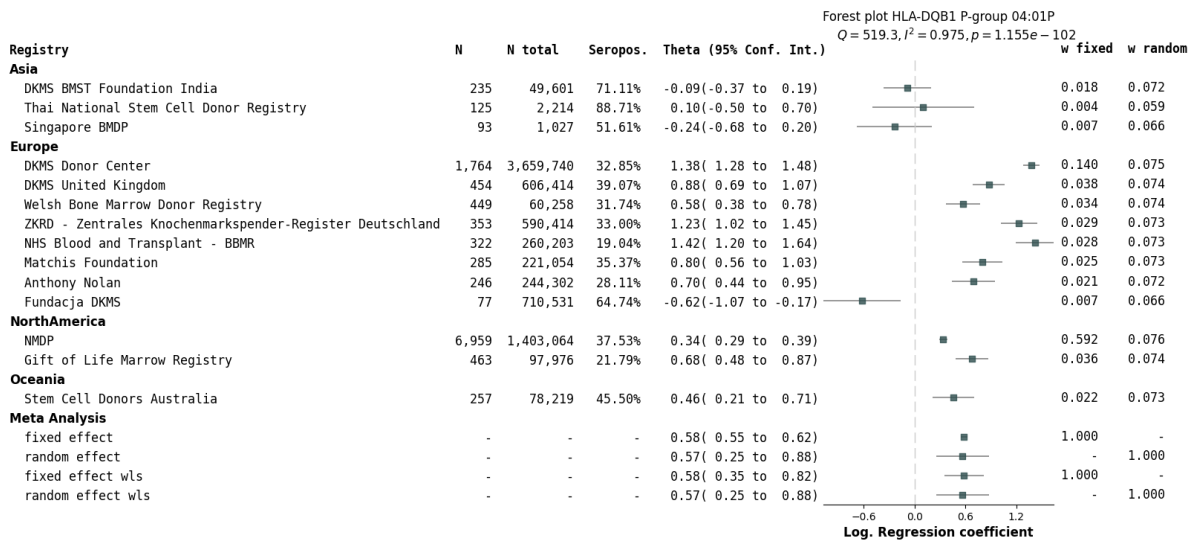 Forest plot HLA-DQB1 P-group 04:01P
Q = 519.3, I² = 0.975, p = 1.155e − 102
Registry N N total Seropos. Theta (95% Conf. Int.) w fixed w random
Asia
DKMS BMST Foundation India 235 49,601 71.11% -0.09(-0.37 to 0.19) 0.018 0.072
Thai National Stem Cell Donor Registry 125 2,214 88.71% 0.10(-0.50 to 0.70) 0.004 0.059
Singapore BMDP 93 1,027 51.61% -0.24(-0.68 to 0.20) 0.007 0.066
Europe
DKMS Donor Center 1,764 3,659,740 32.85% 1.38( 1.28 to 1.48) 0.140 0.075
DKMS United Kingdom 454 606,414 39.07% 0.88( 0.69 to 1.07) 0.038 0.074
Welsh Bone Marrow Donor Registry 449 60,258 31.74% 0.58( 0.38 to 0.78) 0.034 0.074
ZKRD - Zentrales Knochenmarkspender-Register Deutschland 353 590,414 33.00% 1.23( 1.02 to 1.45) 0.029 0.073
NHS Blood and Transplant - BBMR 322 260,203 19.04% 1.42( 1.20 to 1.64) 0.028 0.073
Matchis Foundation 285 221,054 35.37% 0.80( 0.56 to 1.03) 0.025 0.073
Anthony Nolan 246 244,302 28.11% 0.70( 0.44 to 0.95) 0.021 0.072
Fundacja DKMS 77 710,531 64.74% -0.62(-1.07 to -0.17) 0.007 0.066
NorthAmerica
NMDP 6,959 1,403,064 37.53% 0.34( 0.29 to 0.39) 0.592 0.076
Gift of Life Marrow Registry 463 97,976 21.79% 0.68( 0.48 to 0.87) 0.036 0.074
Oceania
Stem Cell Donors Australia 257 78,219 45.50% 0.46( 0.21 to 0.71) 0.022 0.073
Meta Analysis
fixed effect - - - 0.58( 0.55 to 0.62) 1.000 -
random effect - - - 0.57( 0.25 to 0.88) - 1.000
fixed effect wls - - - 0.58( 0.35 to 0.82) 1.000 -
random effect wls - - - 0.57( 0.25 to 0.88) - 1.000
−0.6 0.0 0.6 1.2
Log. Regression coefficient